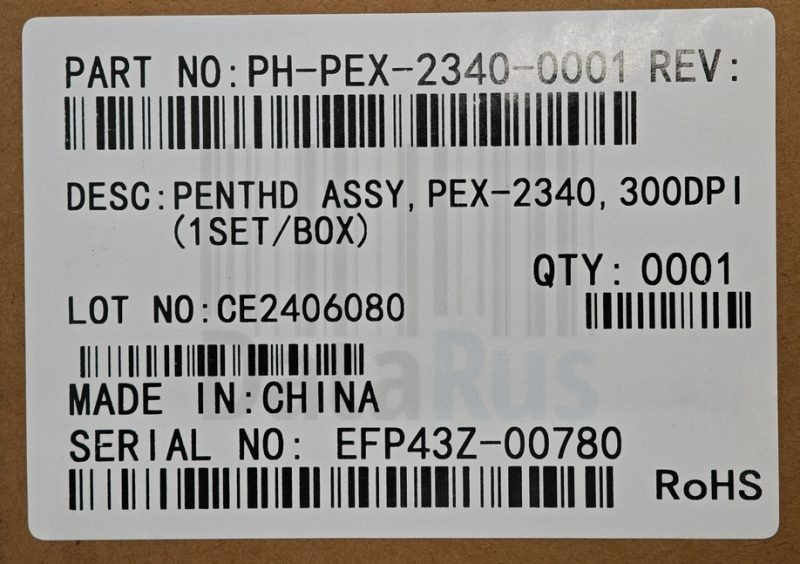 PART NO:PH-PEX-2340-0001 REV:
DESC:PENTHD ASSY, PEX-2340, 300DPI
(1SET/BOX)
QTY: 0001
LOT NO:CE2406080
DataRus
MADE IN:CHINA
SERIAL NO: EFP43Z-00780
RoHS